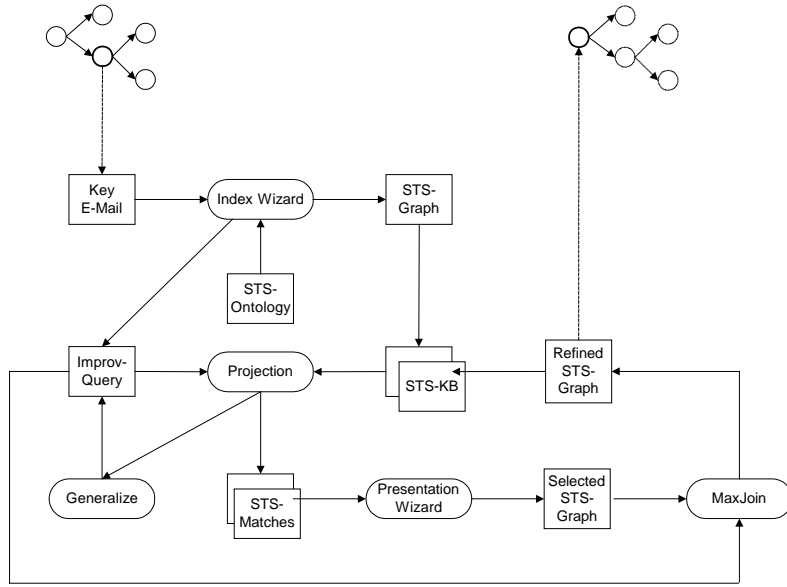 Key
E-Mail
Index Wizard
STS-
Graph
STS-
Ontology
Improv-
Query
Projection
STS-KB
Refined
STS-
Graph
Generalize
STS-
Matches
Presentation
Wizard
Selected
STS-
Graph
MaxJoin